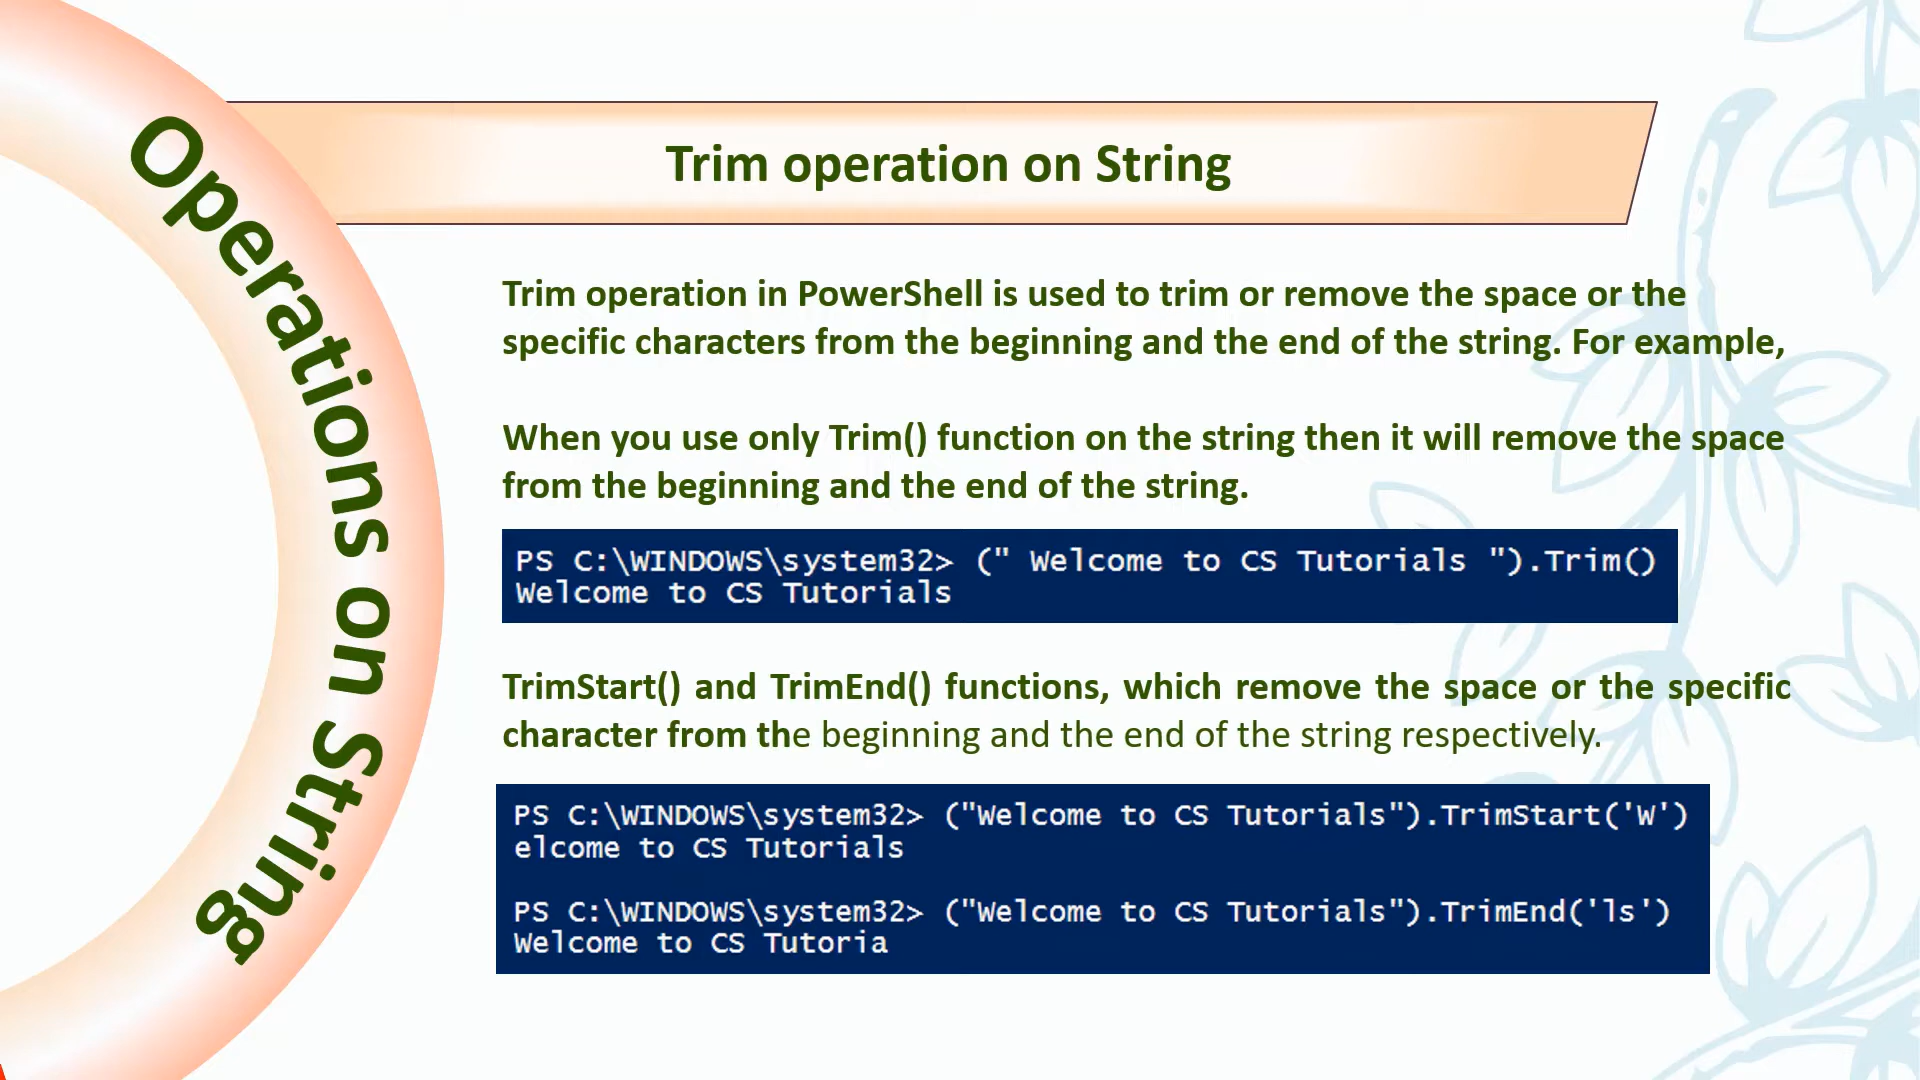 Operations on String
Trim operation on String
Trim operation in PowerShell is used to trim or remove the space or the
specific characters from the beginning and the end of the string. For example,
When you use only Trim() function on the string then it will remove the space
from the beginning and the end of the string.
PS C:\WINDOWS\system32> (" Welcome to CS Tutorials ").Trim()
Welcome to CS Tutorials
TrimStart() and TrimEnd() functions, which remove the space or the specific
character from the beginning and the end of the string respectively.
PS C:\WINDOWS\system32> ("Welcome to CS Tutorials").TrimStart('W')
elcome to CS Tutorials
PS C:\WINDOWS\system32> ("Welcome to CS Tutorials").TrimEnd('ls')
Welcome to CS Tutoria